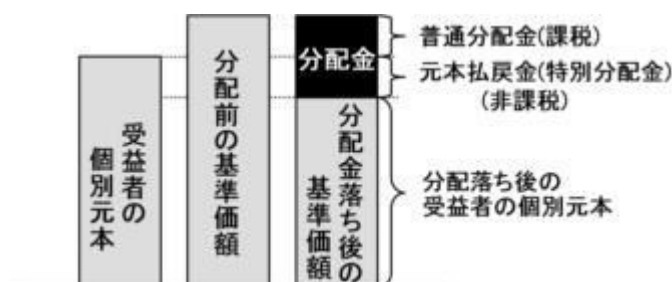 受益者の
個別元本
分配前の基準価額
分配金
分配金落ち後の
基準価額
普通分配金(課税)
元本払戻金(特別分配金)
(非課税)
分配落ち後の
受益者の個別元本